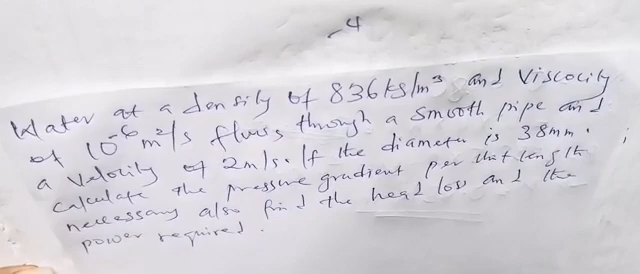 4
Water at a density of 836kg/m³ and Viscocity
of 10⁻⁶ m²/s flows through a smooth pipe and
a velocity of 2m/s. If the diameter is 38mm.
calculate the pressure gradient per unit length
necessary also find the head loss and the
power required.